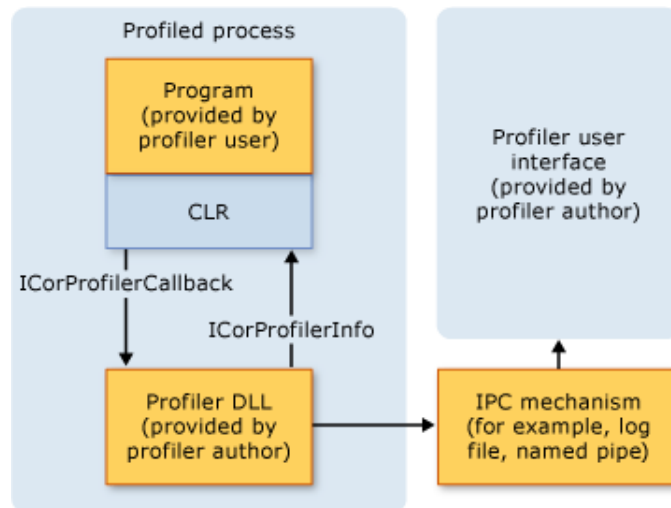 Profiled process
Program
(provided by
profiler user)
CLR
ICorProfilerCallback
ICorProfilerInfo
Profiler DLL
(provided by
profiler author)
Profiler user
interface
(provided by
profiler author)
IPC mechanism
(for example, log
file, named pipe)